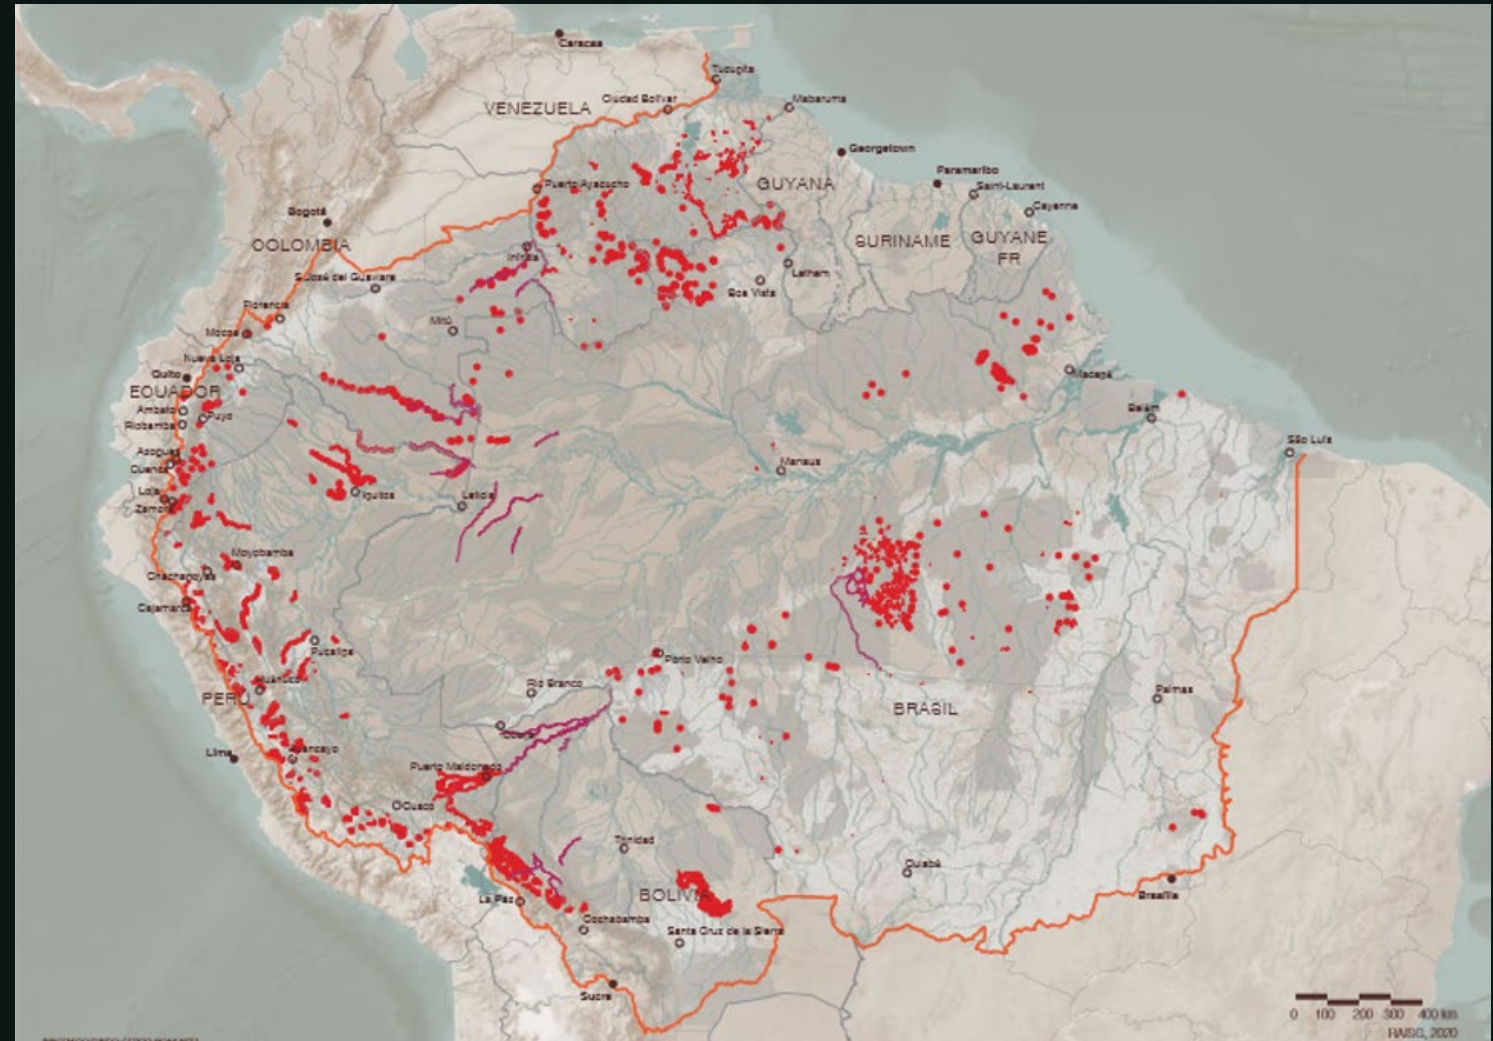 Caracas
Tucupita
VENEZUELA
Ciudad Bolívar
Mabaruma
Georgetown
Puerto Ayacucho
GUYANA
Paramaribo
Saint-Laurent
Cayenne
Bogotá
COLOMBIA
SURINAME
GUYANE
FR
Inírida
S.José del Guaviare
Lethem
Boa Vista
Florencia
Mitú
Mocoa
Nueva Loja
Quito
Macapá
ECUADOR
Ambato
Puyo
Riobamba
Belém
São Luís
Azogues
Cuenca
Manaus
Loja
Iquitos
Leticia
Zamora
Moyobamba
Chachapoyas
Cajamarca
Pucallpa
Porto Velho
Huánuco
Rio Branco
PERU
Palmas
BRASIL
Cobija
Lima
Huancayo
Puerto Maldonado
Cusco
Trinidad
Cuiabá
La Paz
BOLIVIA
Brasília
Cochabamba
Santa Cruz de la Sierra
Sucre
0 100 200 300 400 km
RAISG, 2020